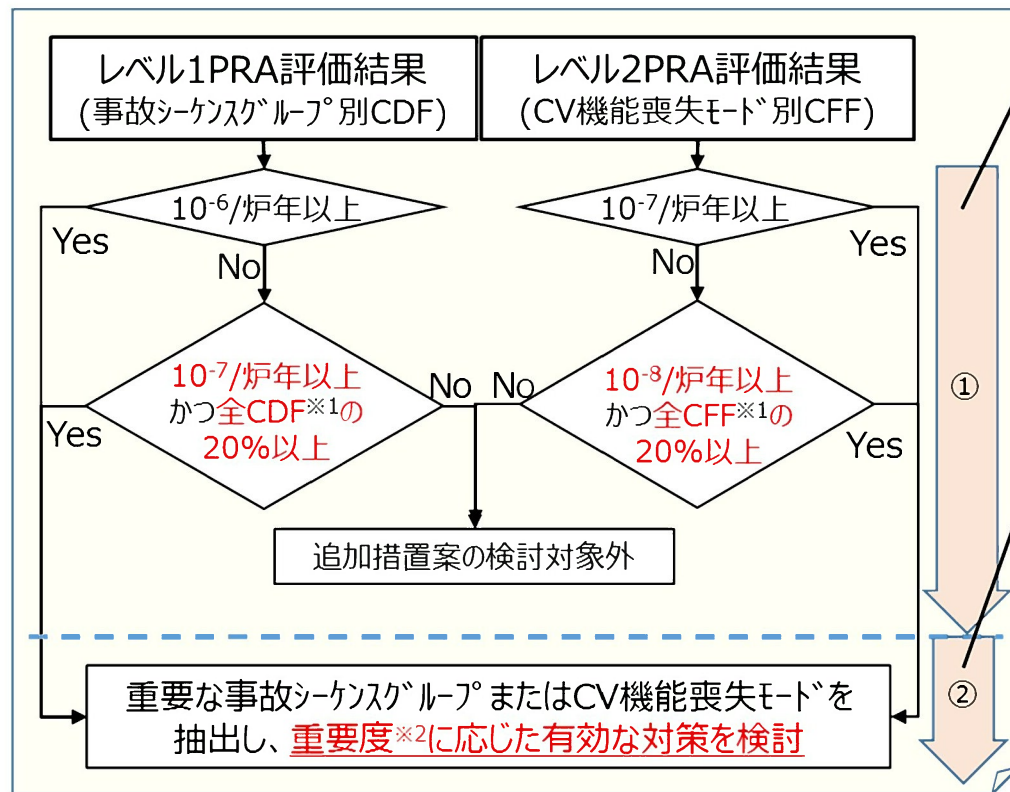 レベル1PRA評価結果
(事故ｼｰｹﾝｽｸﾞﾙｰﾌﾟ別CDF)
レベル2PRA評価結果
(CV機能喪失ﾓｰﾄﾞ別CFF)
10⁻⁶/炉年以上
10⁻⁷/炉年以上
Yes
No
No
Yes
10⁻⁷/炉年以上
かつ全CDF※1の
20%以上
10⁻⁸/炉年以上
かつ全CFF※1の
20%以上
No
No
Yes
Yes
①
追加措置案の検討対象外
重要な事故ｼｰｹﾝｽｸﾞﾙｰﾌﾟまたはCV機能喪失ﾓｰﾄﾞを
抽出し、重要度※2に応じた有効な対策を検討
②